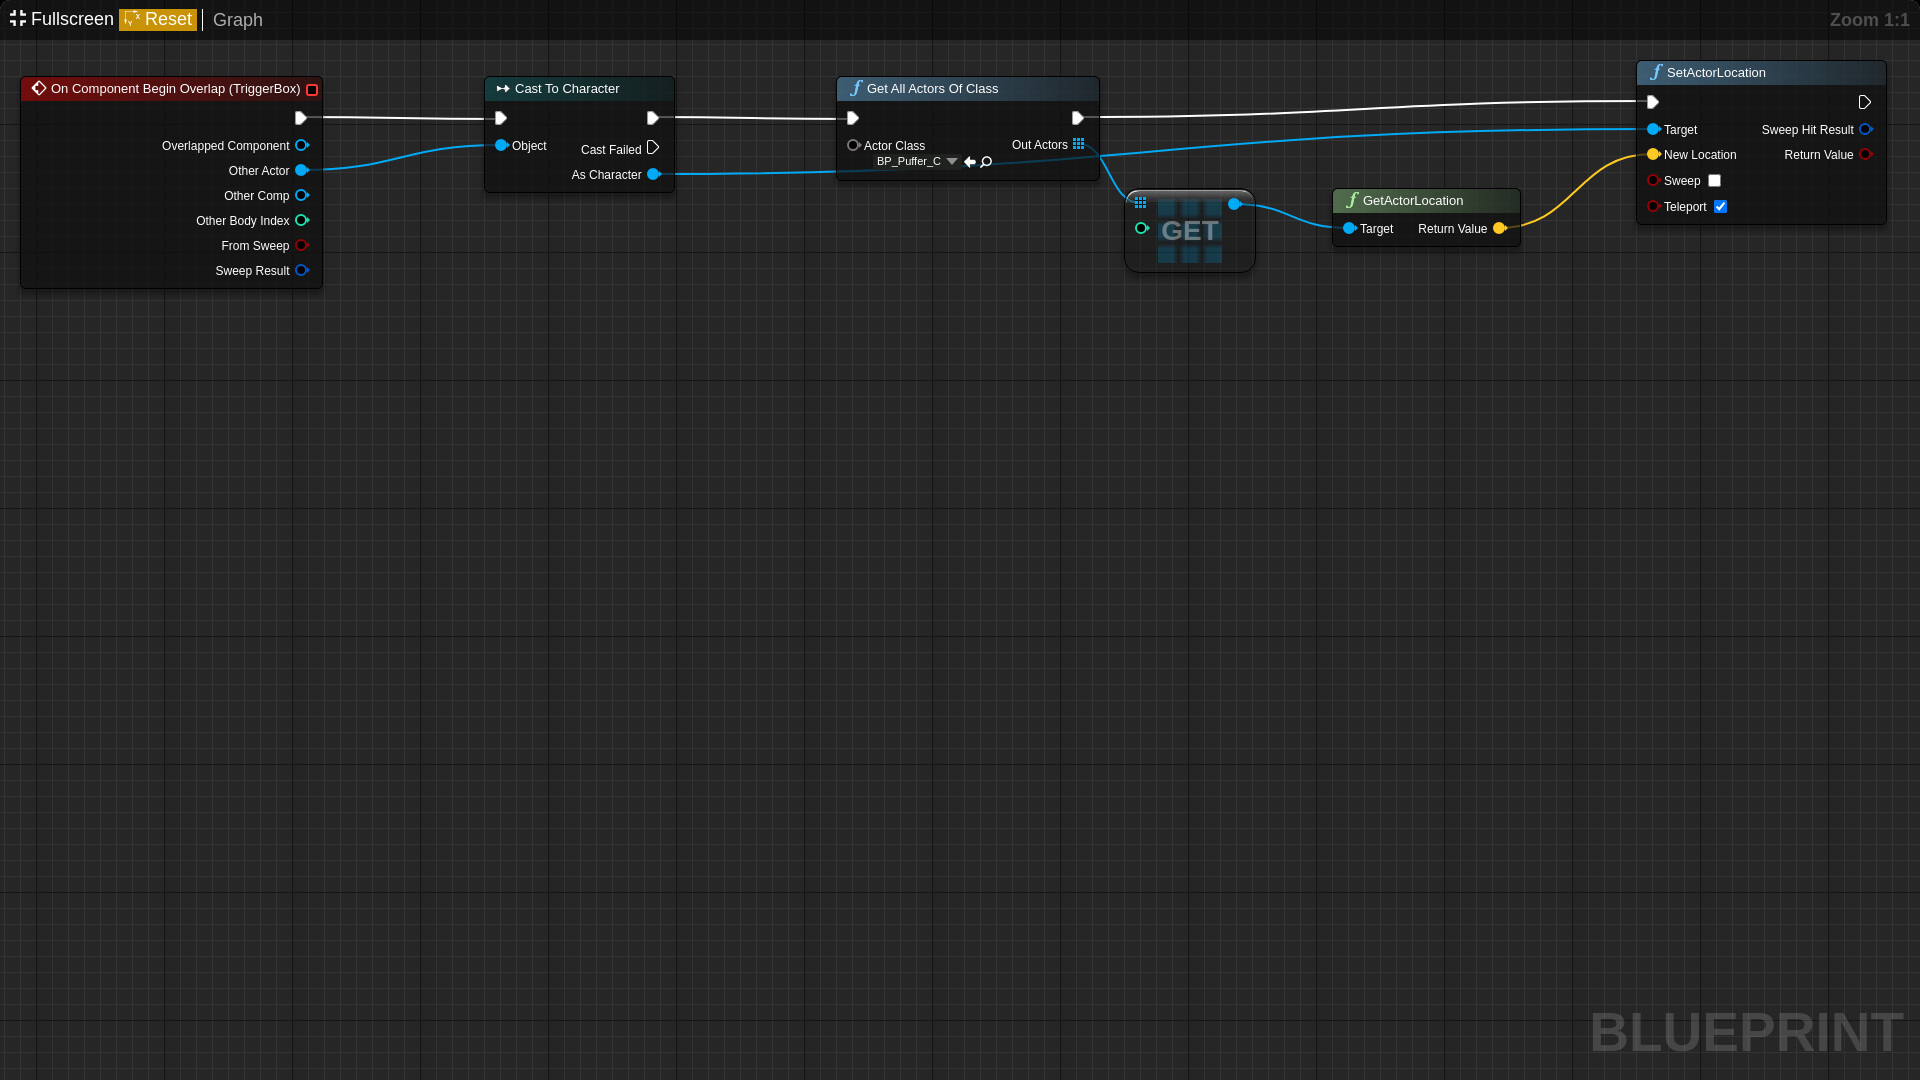 Fullscreen Reset Graph Zoom 1:1
On Component Begin Overlap (TriggerBox)
Overlapped Component
Other Actor
Other Comp
Other Body Index
From Sweep
Sweep Result
Cast To Character
Object
Cast Failed
As Character
Get All Actors Of Class
Actor Class
BP_Puffer_C
Out Actors
GET
GetActorLocation
Target Return Value
SetActorLocation
Target Sweep Hit Result
New Location Return Value
Sweep
Teleport
BLUEPRINT